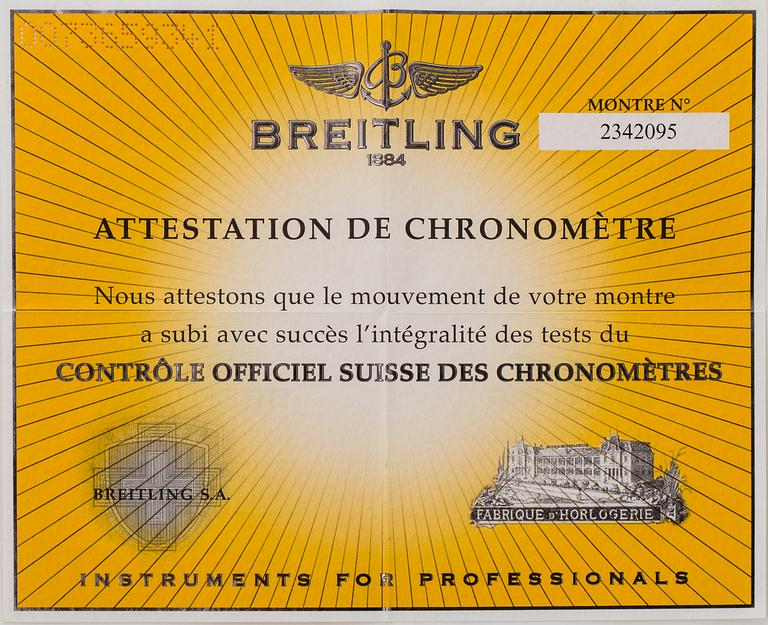 BREITLING
1884
MONTRE N°
2342095
ATTESTATION DE CHRONOMÈTRE
Nous attestons que le mouvement de votre montre
a subi avec succès l'intégralité des tests du
CONTRÔLE OFFICIEL SUISSE DES CHRONOMÈTRES
BREITLING S.A.
FABRIQUE D'HORLOGERIE
INSTRUMENTS FOR PROFESSIONALS